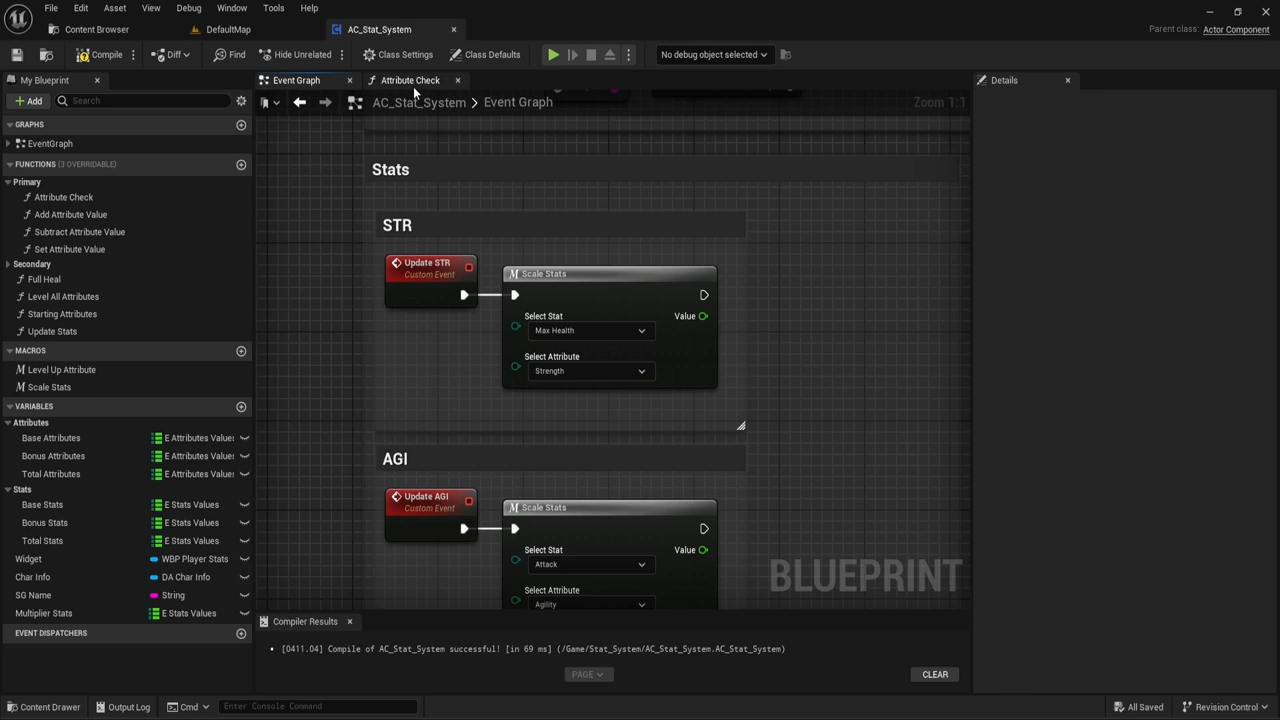 File Edit Asset View Debug Window Tools Help
Content Browser DefaultMap AC_Stat_System
Parent class: Actor Component
Compile Diff Find Hide Unrelated Class Settings Class Defaults No debug object selected
My Blueprint Event Graph Attribute Check Details
Add Search AC_Stat_System > Event Graph Zoom 1:1
GRAPHS
EventGraph
FUNCTIONS (3 OVERRIDABLE)
Primary
Attribute Check
Add Attribute Value
Subtract Attribute Value
Set Attribute Value
Secondary
Full Heal
Level All Attributes
Starting Attributes
Update Stats
MACROS
Level Up Attribute
Scale Stats
VARIABLES
Attributes
Base Attributes E Attributes Values
Bonus Attributes E Attributes Values
Total Attributes E Attributes Values
Stats
Base Stats E Stats Values
Bonus Stats E Stats Values
Total Stats E Stats Values
Widget WBP Player Stats
Char Info DA Char Info
SG Name String
Multiplier Stats E Stats Values
EVENT DISPATCHERS
Stats
STR
Update STR
Custom Event
Scale Stats
Select Stat
Max Health
Value
Select Attribute
Strength
AGI
Update AGI
Custom Event
Scale Stats
Select Stat
Attack
Value
Select Attribute
Agility
BLUEPRINT
Compiler Results
[0411.04] Compile of AC_Stat_System successful! [in 69 ms] (/Game/Stat_System/AC_Stat_System.AC_Stat_System)
PAGE CLEAR
Content Drawer Output Log Cmd Enter Console Command All Saved Revision Control